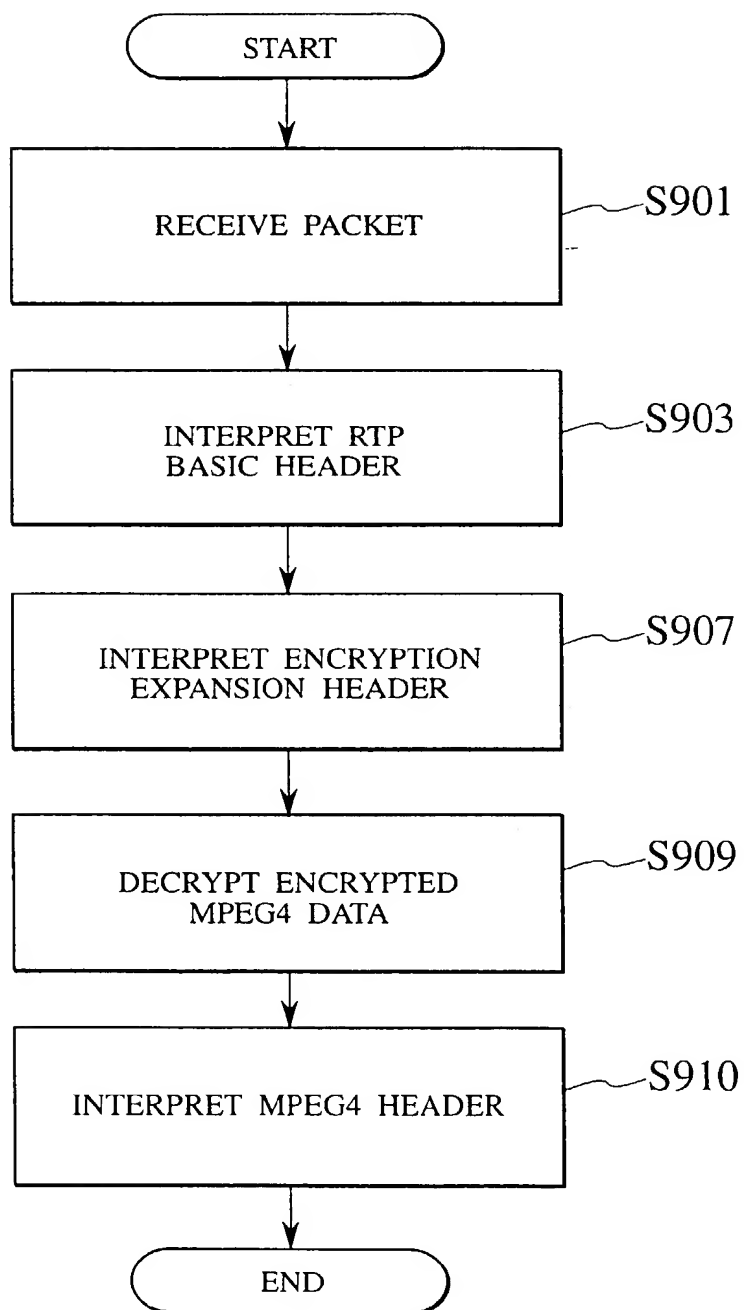 START
RECEIVE PACKET
S901
INTERPRET RTP
BASIC HEADER
S903
INTERPRET ENCRYPTION
EXPANSION HEADER
S907
DECRYPT ENCRYPTED
MPEG4 DATA
S909
INTERPRET MPEG4 HEADER
S910
END